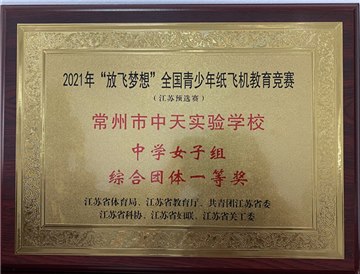 2021年“放飞梦想”全国青少年纸飞机教育竞赛
（江苏预选赛）
常州市中天实验学校
中学女子组
综合团体一等奖
江苏省体育局、江苏省教育厅、共青团江苏省委
江苏省科协、江苏省妇联、江苏省关工委